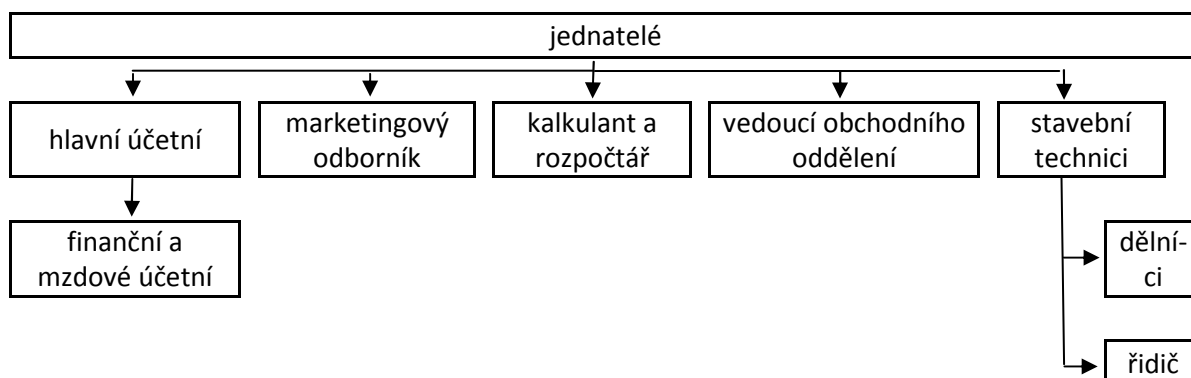 jednatelé
hlavní účetní
marketingový
odborník
kalkulant a
rozpočtář
vedoucí obchodního
oddělení
stavební
technici
finanční a
mzdové účetní
dělní-
ci
řidič